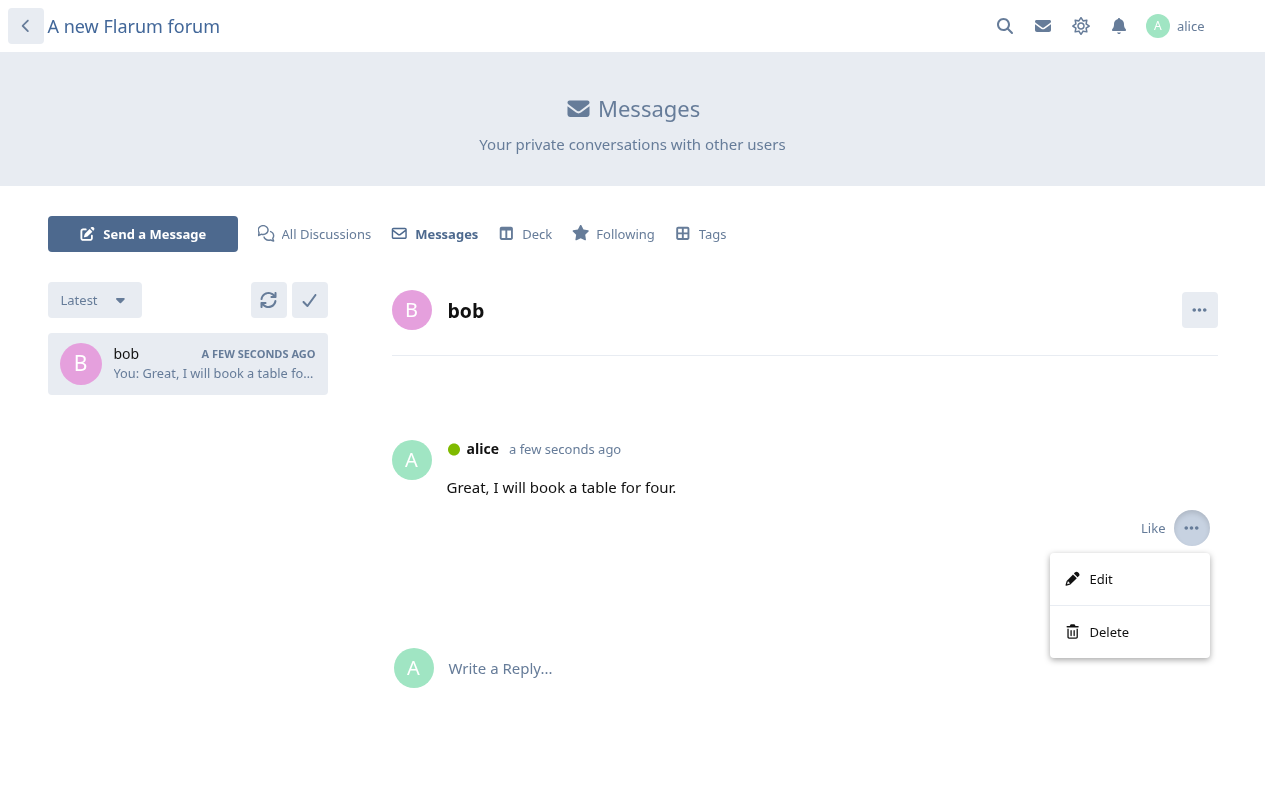 A new Flarum forum
A alice
Messages
Your private conversations with other users
Send a Message
All Discussions
Messages
Deck
Following
Tags
Latest
B
bob
A FEW SECONDS AGO
You: Great, I will book a table fo...
B
bob
A
alice
a few seconds ago
Great, I will book a table for four.
Like
Edit
Delete
A
Write a Reply...